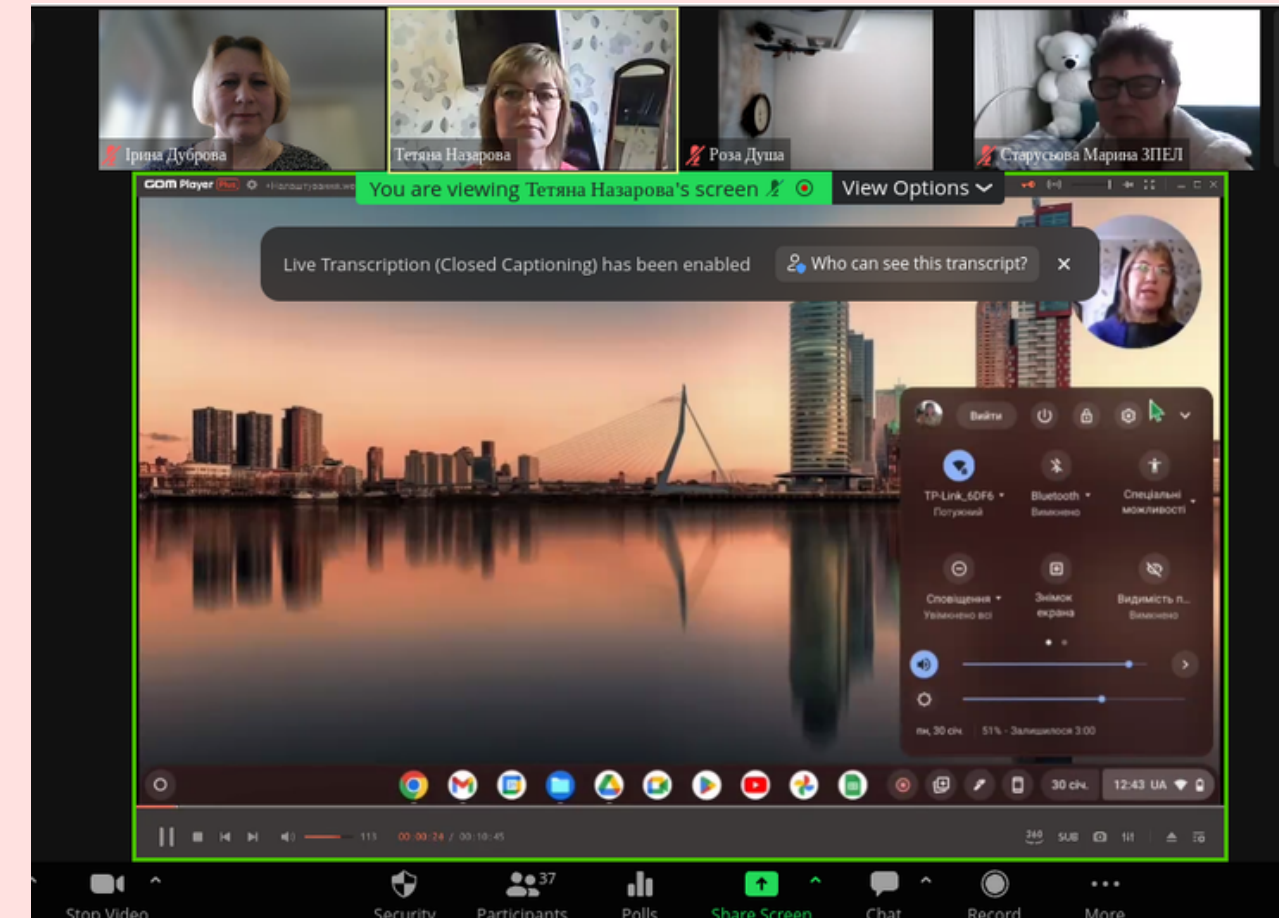 Ірина Дуброва
Тетяна Назарова
Роза Душа
Старусьова Марина ЗПЕЛ
GOM Player Plus
You are viewing Тетяна Назарова's screen
View Options
Live Transcription (Closed Captioning) has been enabled
Who can see this transcript?
Вийти
TP-Link_6DF6
Bluetooth
Спеціальні
можливості
Потужний
Вимкнено
Сповіщення
Знімок
екрана
Видимість п...
Увімкнено всі
Вимкнено
пн, 30 січ.
51% - Залишилося 3:00
30 січ.
12:43 UA
113
00:00:24 / 00:10:45
360
SUB
37
Stop Video
Security
Participants
Polls
Share Screen
Chat
Record
More